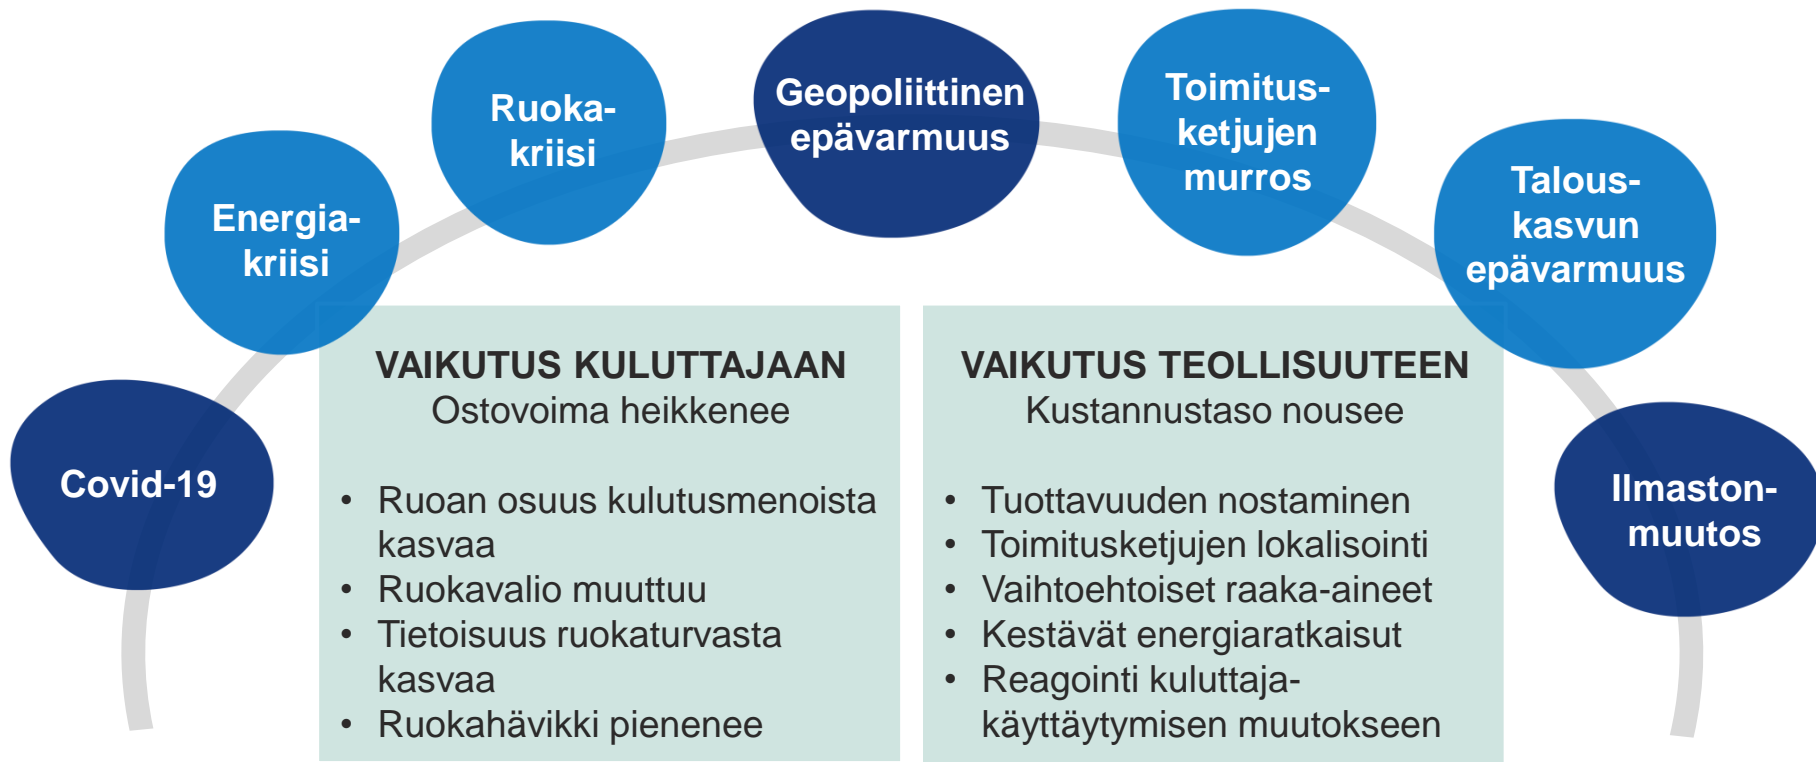 Covid-19
Energia-
kriisi
Ruoka-
kriisi
Geopoliittinen
epävarmuus
Toimitus-
ketjujen
murros
Talous-
kasvun
epävarmuus
Ilmaston-
muutos
VAIKUTUS KULUTTAJAAN
Ostovoima heikkenee
• Ruoan osuus kulutusmenoista
kasvaa
• Ruokavalio muuttuu
• Tietoisuus ruokaturvasta
kasvaa
• Ruokahävikki pienenee
VAIKUTUS TEOLLISUUTEEN
Kustannustaso nousee
• Tuottavuuden nostaminen
• Toimitusketjujen lokalisointi
• Vaihtoehtoiset raaka-aineet
• Kestävät energiaratkaisut
• Reagointi kuluttaja-
käyttäytymisen muutokseen